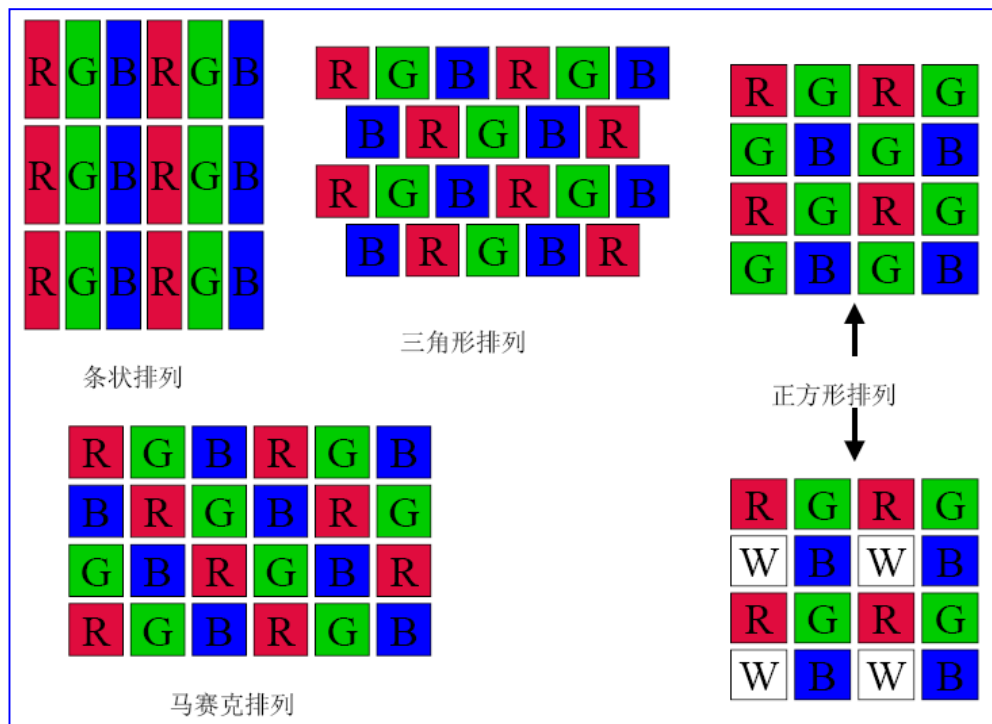 R G B R G B
R G B R G B
R G B R G B
条状排列
R G B R G B
B R G B R
R G B R G B
B R G B R
三角形排列
R G R G
G B G B
R G R G
G B G B
正方形排列
R G B R G B
B R G B R G
G B R G B R
R G B R G B
马赛克排列
R G R G
W B W B
R G R G
W B W B